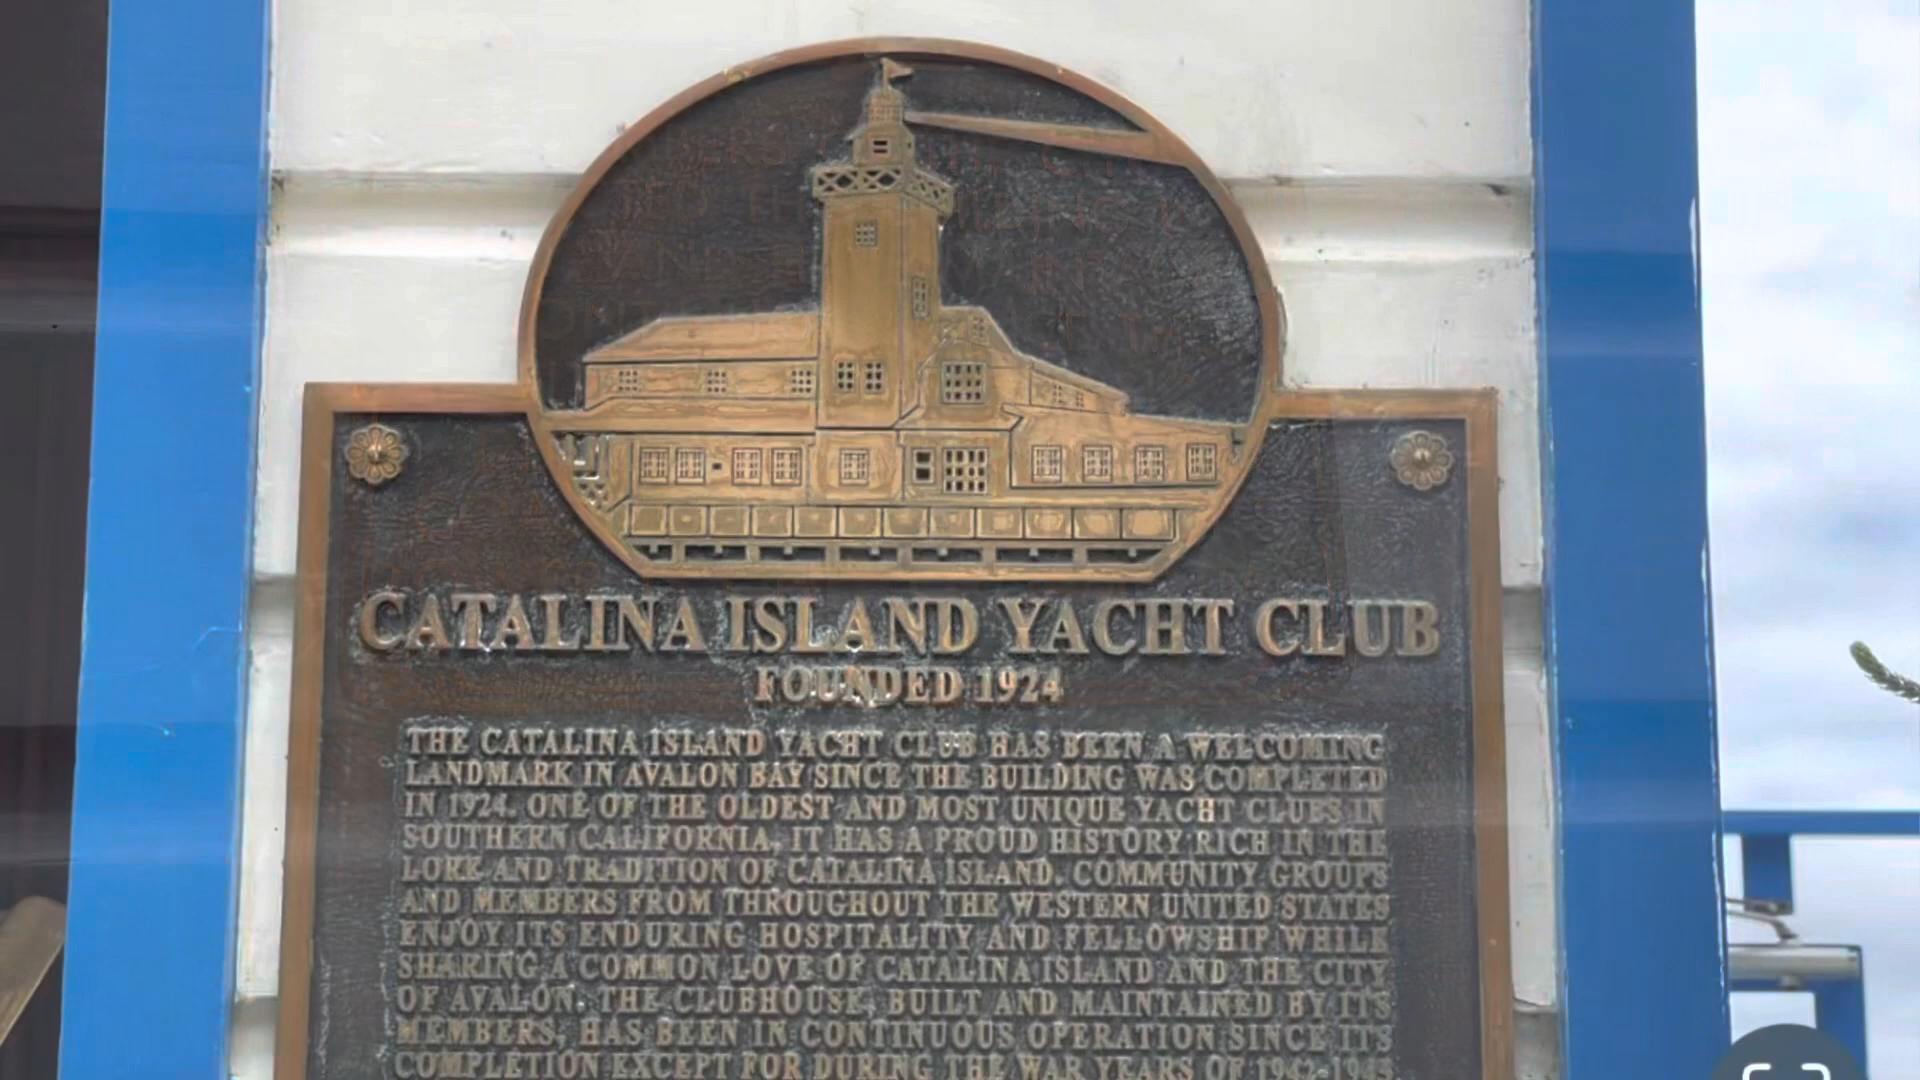 CATALINA ISLAND YACHT CLUB
FOUNDED 1924
THE CATALINA ISLAND YACHT CLUB HAS BEEN A WELCOMING
LANDMARK IN AVALON BAY SINCE THE BUILDING WAS COMPLETED
IN 1924. ONE OF THE OLDEST AND MOST UNIQUE YACHT CLUBS IN
SOUTHERN CALIFORNIA, IT HAS A PROUD HISTORY RICH IN THE
LORE AND TRADITION OF CATALINA ISLAND. COMMUNITY GROUPS
AND MEMBERS FROM THROUGHOUT THE WESTERN UNITED STATES
ENJOY ITS ENDURING HOSPITALITY AND FELLOWSHIP WHILE
SHARING A COMMON LOVE OF CATALINA ISLAND AND THE CITY
OF AVALON. THE CLUBHOUSE, BUILT AND MAINTAINED BY ITS
MEMBERS, HAS BEEN IN CONTINUOUS OPERATION SINCE ITS
COMPLETION EXCEPT FOR DURING THE WAR YEARS OF 1942-1945